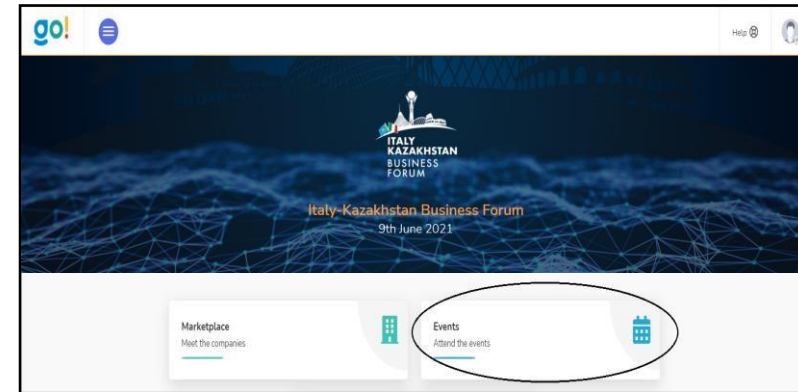 go!
Help
ITALY
KAZAKHSTAN
BUSINESS
FORUM
Italy-Kazakhstan Business Forum
9th June 2021
Marketplace
Meet the companies
Events
Attend the events